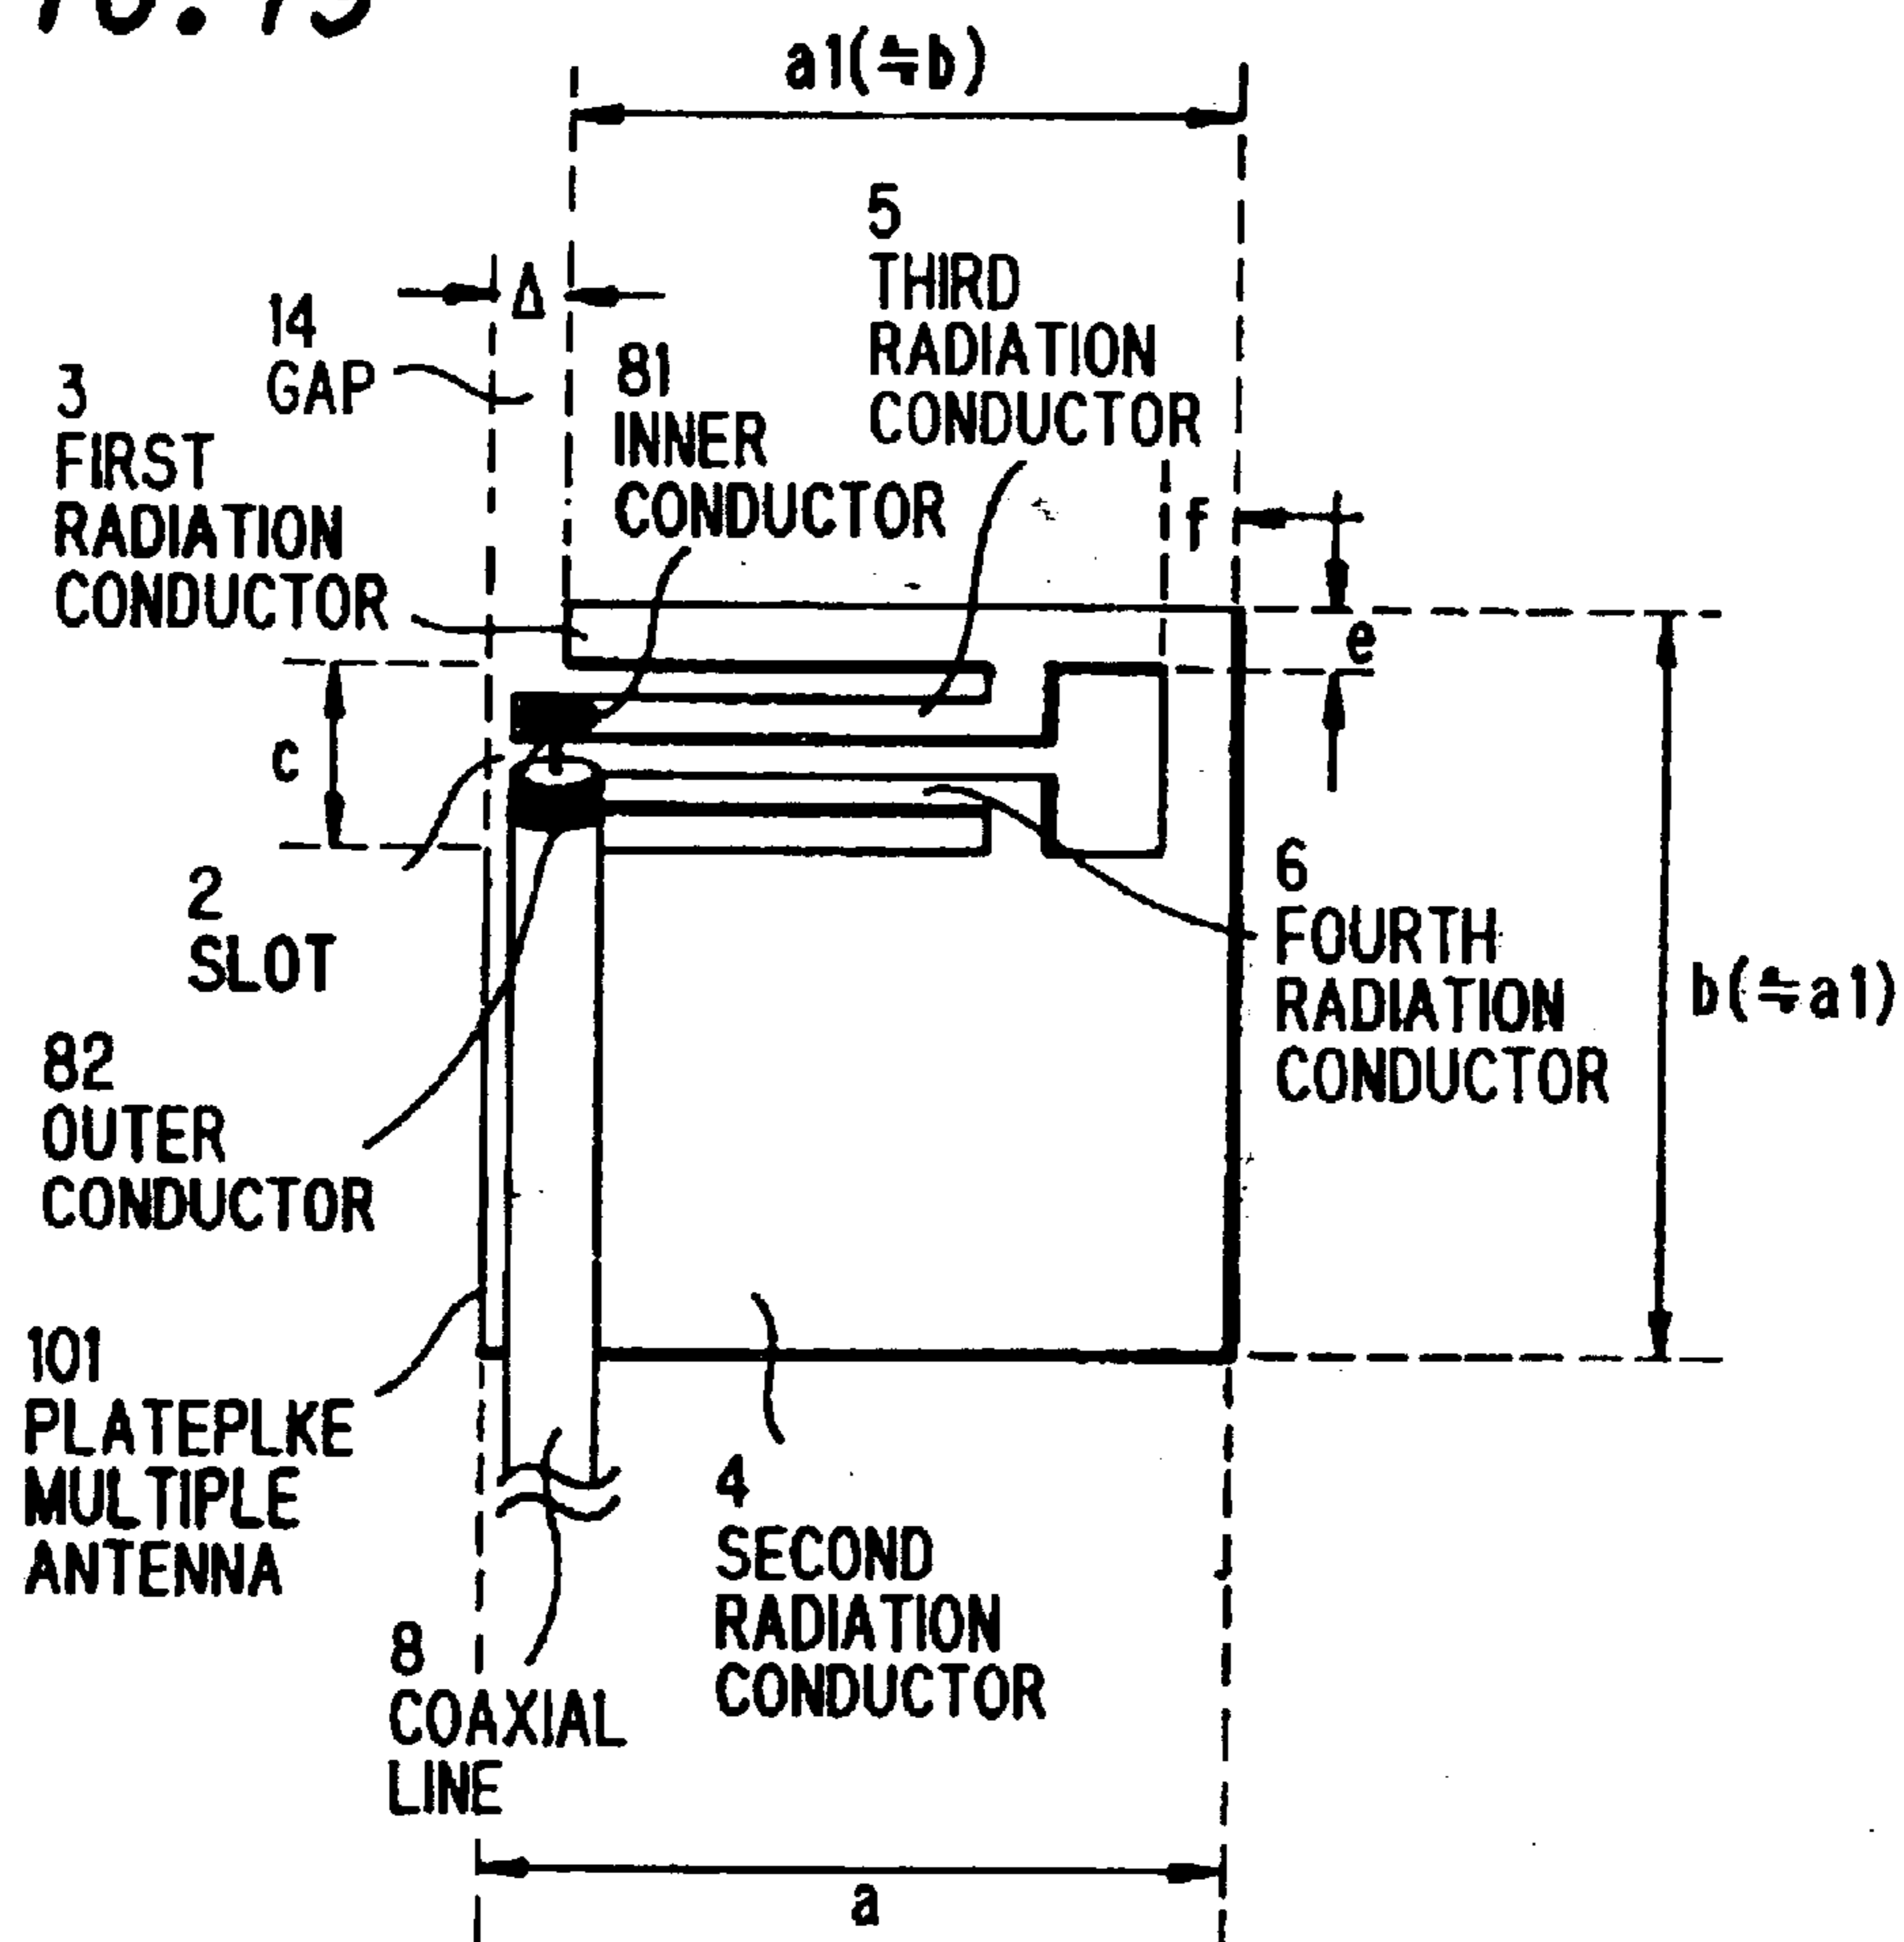 a1(≒b)
5
THIRD
RADIATION
CONDUCTOR
Δ
14
GAP
81
INNER
CONDUCTOR
3
FIRST
RADIATION
CONDUCTOR
f
e
c
2
SLOT
6
FOURTH
RADIATION
CONDUCTOR
b(≒a1)
82
OUTER
CONDUCTOR
101
PLATEPLKE
MULTIPLE
ANTENNA
4
SECOND
RADIATION
CONDUCTOR
8
COAXIAL
LINE
a